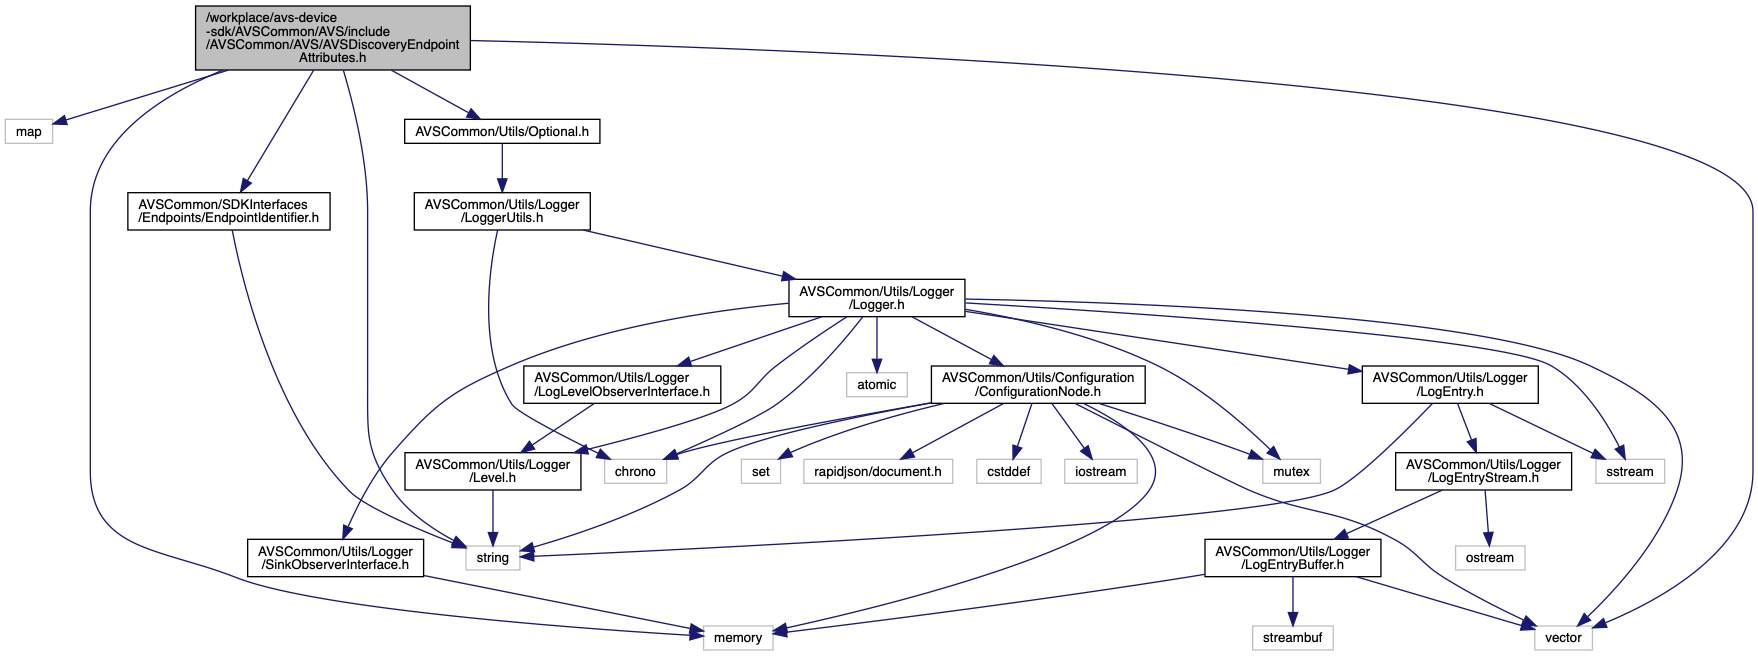 /workplace/avs-device
-sdk/AVSCommon/AVS/include
/AVSCommon/AVS/AVSDiscoveryEndpoint
Attributes.h
map
AVSCommon/Utils/Optional.h
AVSCommon/SDKInterfaces
/Endpoints/EndpointIdentifier.h
AVSCommon/Utils/Logger
/LoggerUtils.h
AVSCommon/Utils/Logger
/Logger.h
AVSCommon/Utils/Logger
/LogLevelObserverInterface.h
atomic
AVSCommon/Utils/Configuration
/ConfigurationNode.h
AVSCommon/Utils/Logger
/LogEntry.h
AVSCommon/Utils/Logger
/Level.h
chrono
set
rapidjson/document.h
cstddef
iostream
mutex
AVSCommon/Utils/Logger
/LogEntryStream.h
sstream
AVSCommon/Utils/Logger
/SinkObserverInterface.h
string
AVSCommon/Utils/Logger
/LogEntryBuffer.h
ostream
memory
streambuf
vector